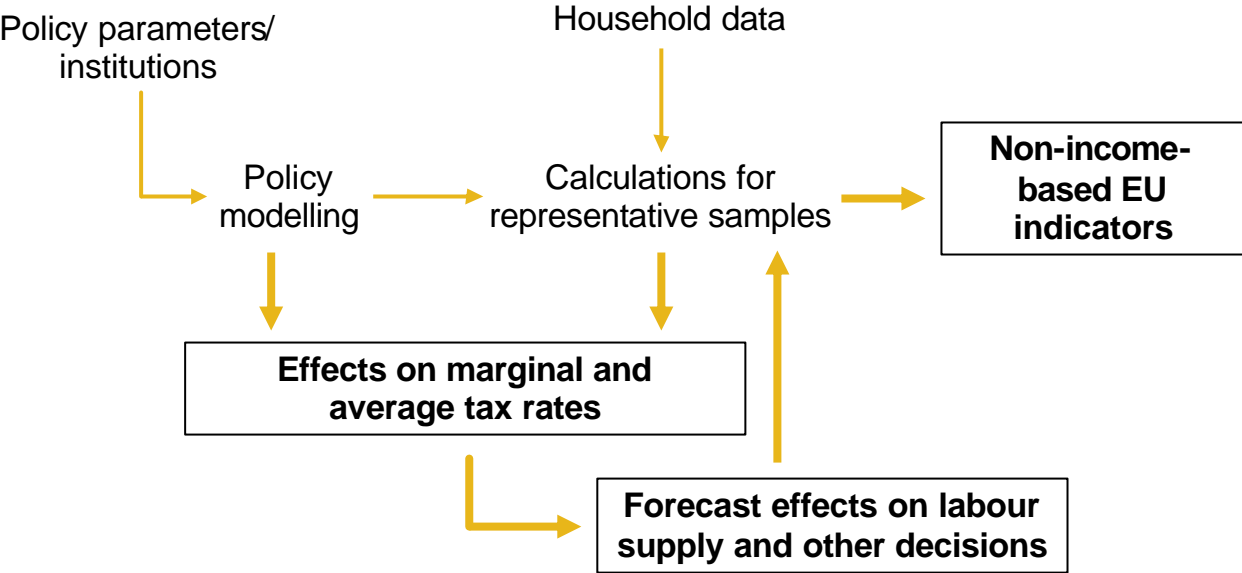 Policy parameters/
institutions
Household data
Policy
modelling
Calculations for
representative samples
Non-income-
based EU
indicators
Effects on marginal and
average tax rates
Forecast effects on labour
supply and other decisions